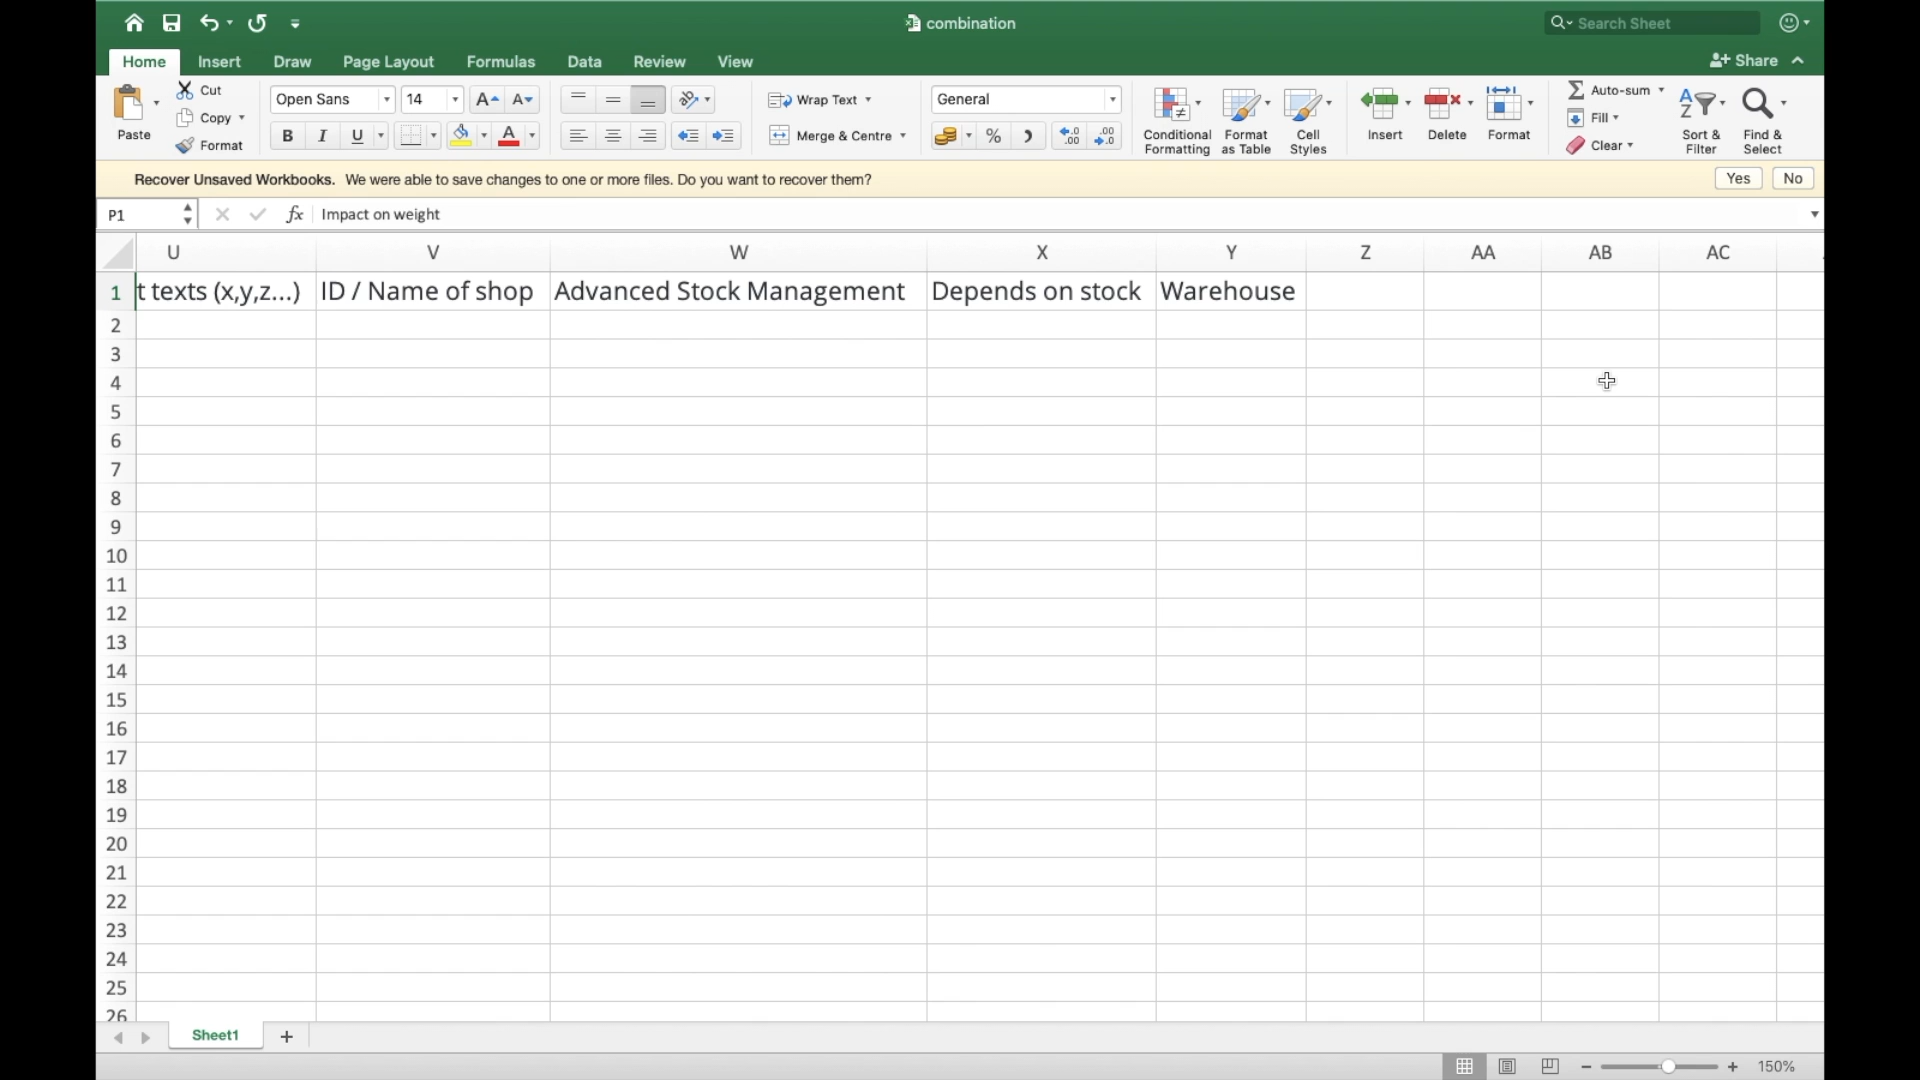 combination
Search Sheet
Home Insert Draw Page Layout Formulas Data Review View
Share
Paste
Cut
Copy
Format
Open Sans 14
B I U
Wrap Text
Merge & Centre
General
Conditional Formatting
Format as Table
Cell Styles
Insert
Delete
Format
Auto-sum
Fill
Clear
Sort & Filter
Find & Select
Recover Unsaved Workbooks. We were able to save changes to one or more files. Do you want to recover them? Yes No
P1 fx Impact on weight
U V W X Y Z AA AB AC
1 t texts (x,y,z...) ID / Name of shop Advanced Stock Management Depends on stock Warehouse
2
3
4
5
6
7
8
9
10
11
12
13
14
15
16
17
18
19
20
21
22
23
24
25
26
Sheet1 +
150%